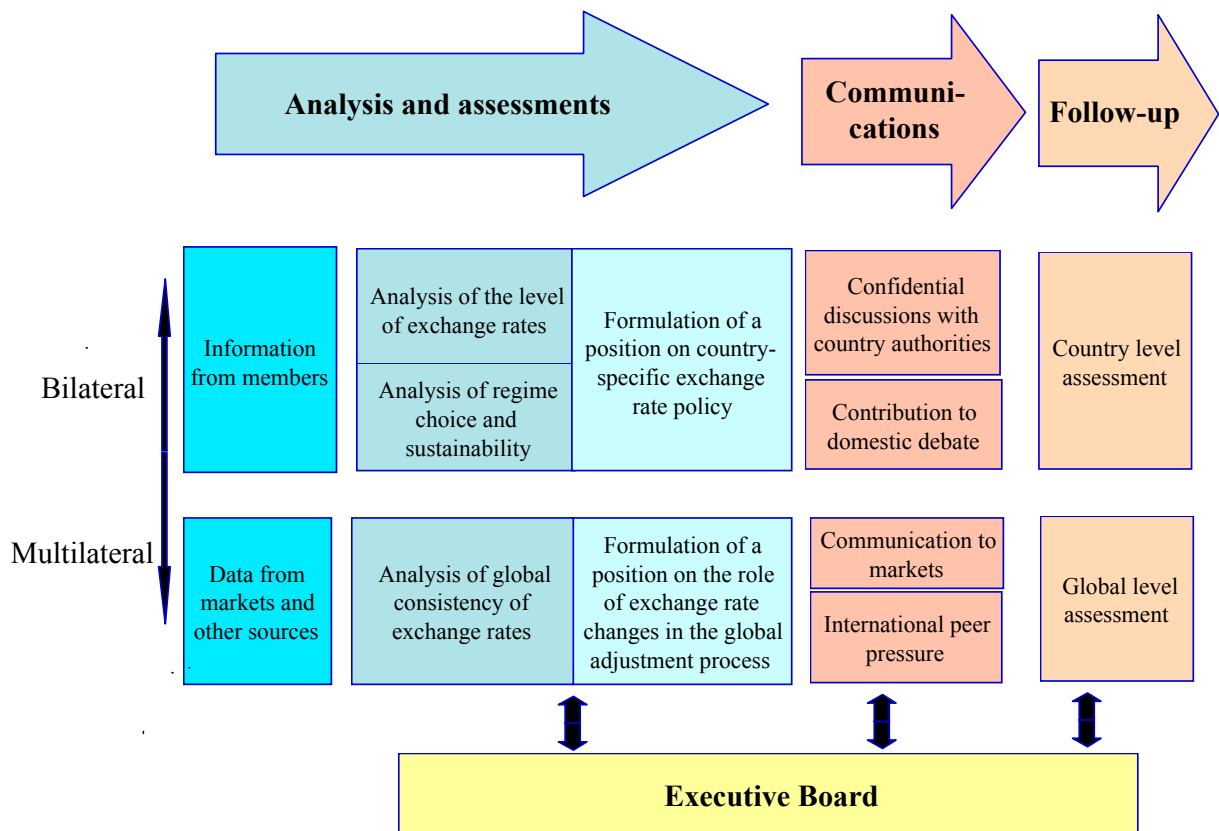 Analysis and assessments
Communi-
cations
Follow-up
Bilateral
Information
from members
Analysis of the level
of exchange rates
Analysis of regime
choice and
sustainability
Formulation of a
position on country-
specific exchange
rate policy
Confidential
discussions with
country authorities
Contribution to
domestic debate
Country level
assessment
Multilateral
Data from
markets and
other sources
Analysis of global
consistency of
exchange rates
Formulation of a
position on the role
of exchange rate
changes in the global
adjustment process
Communication to
markets
International peer
pressure
Global level
assessment
Executive Board